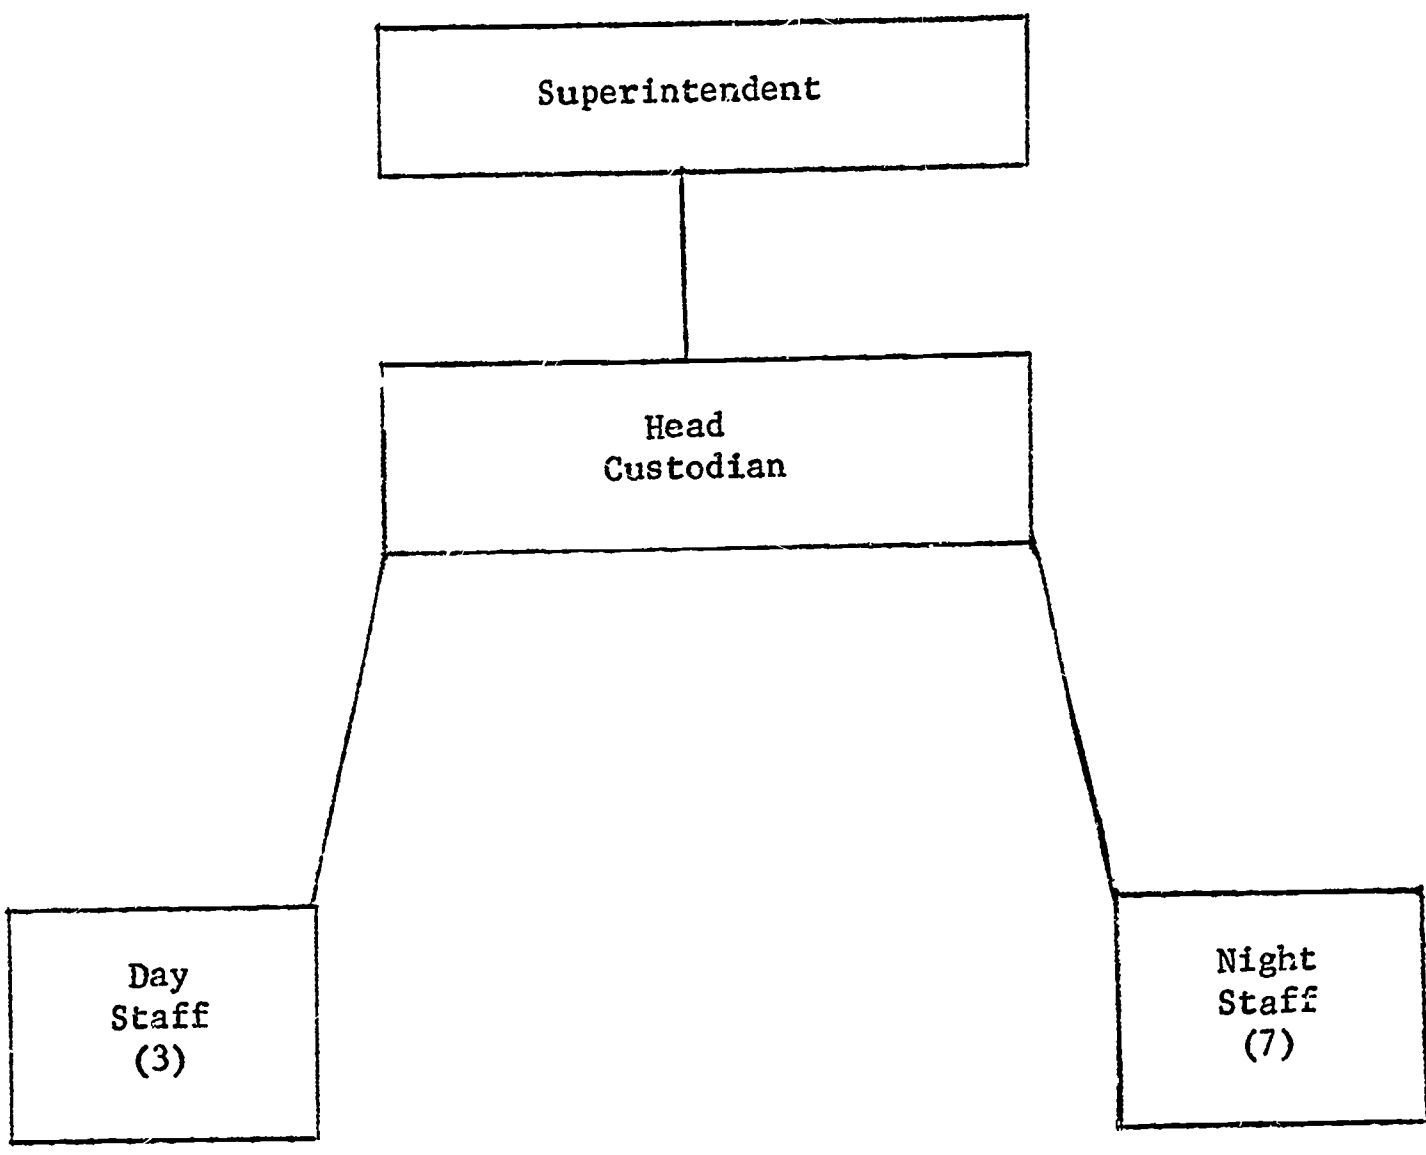 Superintendent
Head
Custodian
Day
Staff
(3)
Night
Staff
(7)